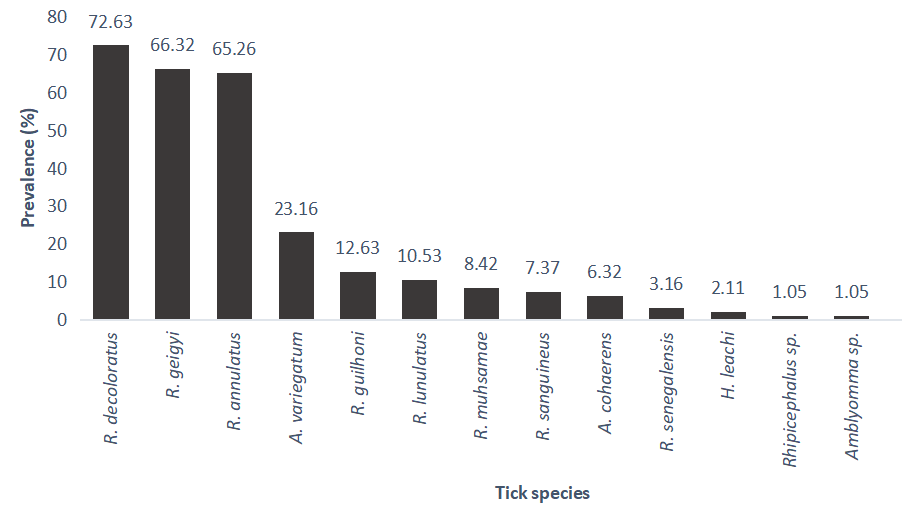 80
70
60
50
40
30
20
10
0
Prevalence (%)
72.63
66.32
65.26
23.16
12.63
10.53
8.42
7.37
6.32
3.16
2.11
1.05
1.05
R. decoloratus
R. geigyi
R. annulatus
A. variegatum
R. guilhoni
R. lunulatus
R. muhsamae
R. sanguineus
A. cohaerens
R. senegalensis
H. leachi
Rhipicephalus sp.
Amblyomma sp.
Tick species